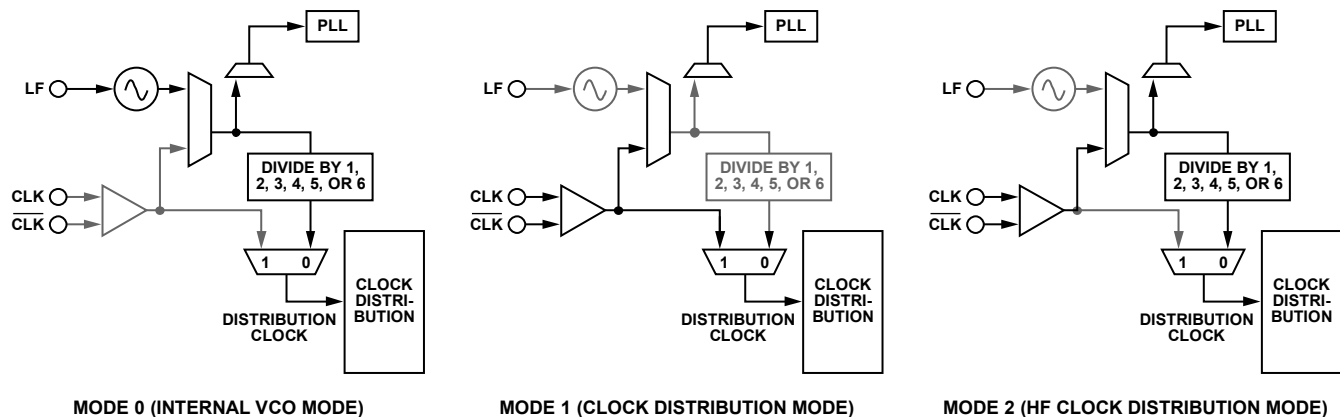 PLL
LF
DIVIDE BY 1,
2, 3, 4, 5, OR 6
CLK
CLK
1 0
CLOCK
DISTRI-
BUTION
DISTRIBUTION
CLOCK
MODE 0 (INTERNAL VCO MODE)
PLL
LF
DIVIDE BY 1,
2, 3, 4, 5, OR 6
CLK
CLK
1 0
CLOCK
DISTRI-
BUTION
DISTRIBUTION
CLOCK
MODE 1 (CLOCK DISTRIBUTION MODE)
PLL
LF
DIVIDE BY 1,
2, 3, 4, 5, OR 6
CLK
CLK
1 0
CLOCK
DISTRI-
BUTION
DISTRIBUTION
CLOCK
MODE 2 (HF CLOCK DISTRIBUTION MODE)